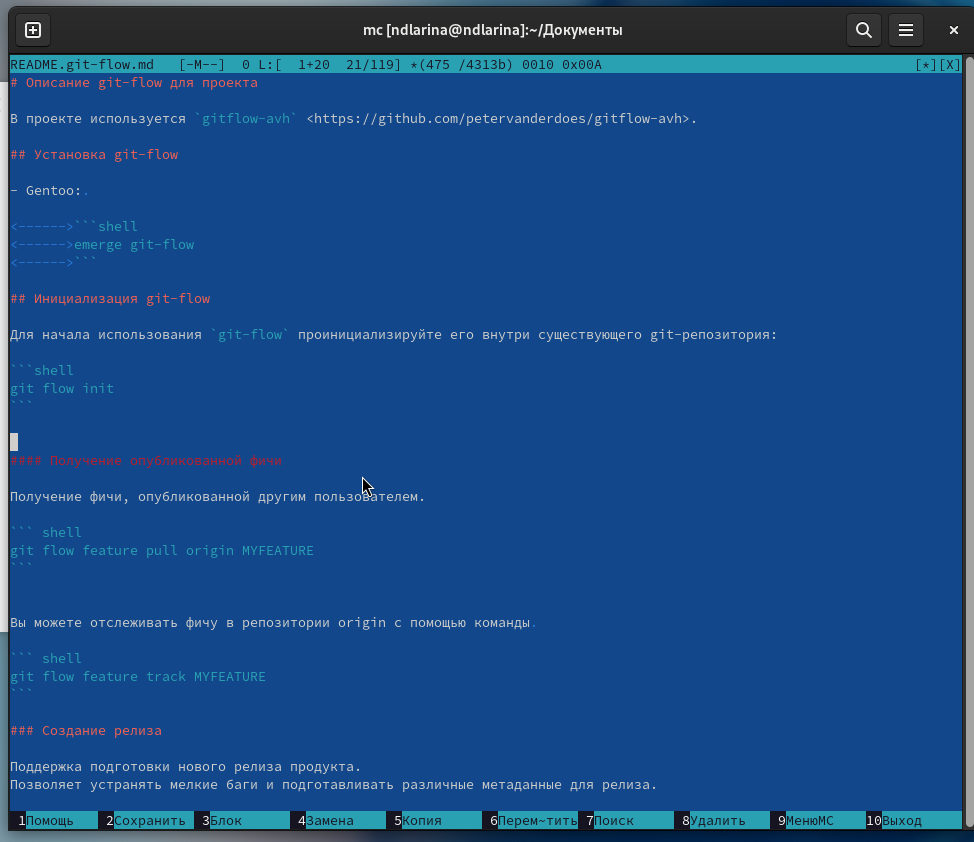 mc [ndlarina@ndlarina]:~/Документы
README.git-flow.md   [-M--]  0 L:[  1+20  21/119] *(475 /4313b) 0010 0x00A   [*][X]
# Описание git-flow для проекта
В проекте используется `gitflow-avh` <https://github.com/petervanderdoes/gitflow-avh>.
## Установка git-flow
- Gentoo:.
<------>```shell
<------>emerge git-flow
<------>```
## Инициализация git-flow
Для начала использования `git-flow` проинициализируйте его внутри существующего git-репозитория:
```shell
git flow init
```
#### Получение опубликованной фичи
Получение фичи, опубликованной другим пользователем.
``` shell
git flow feature pull origin MYFEATURE
```
Вы можете отслеживать фичу в репозитории origin с помощью команды.
``` shell
git flow feature track MYFEATURE
```
### Создание релиза
Поддержка подготовки нового релиза продукта.
Позволяет устранять мелкие баги и подготавливать различные метаданные для релиза.
1Помощь 2Сохранить 3Блок 4Замена 5Копия 6Перем~тить 7Поиск 8Удалить 9МенюMC 10Выход